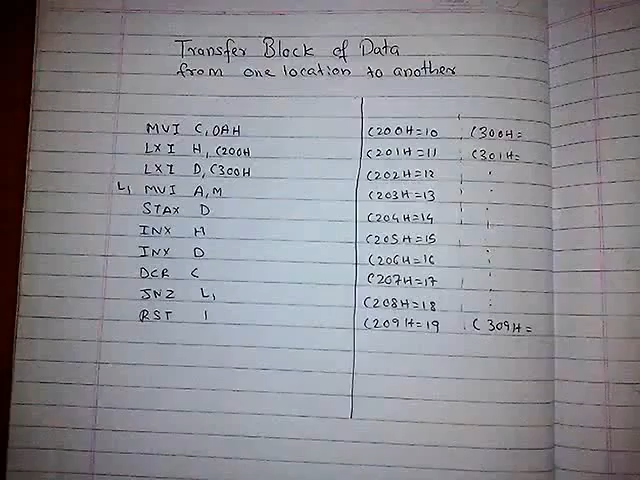 Transfer Block of Data
from one location to another
MVI C, 0AH
LXI H, C200H
LXI D, C300H
L1 MVI A, M
STAX D
INX H
INX D
DCR C
JNZ L1
RST 1
C200H=10 C300H=
C201H=11 C301H=
C202H=12
C203H=13
C204H=14
C205H=15
C206H=16
C207H=17
C208H=18
C209H=19 C309H=